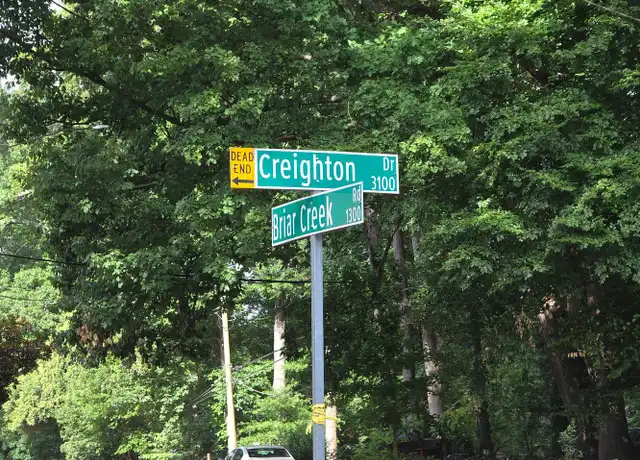 DEAD
END
Creighton Dr
3100
Briar Creek Rd
1300